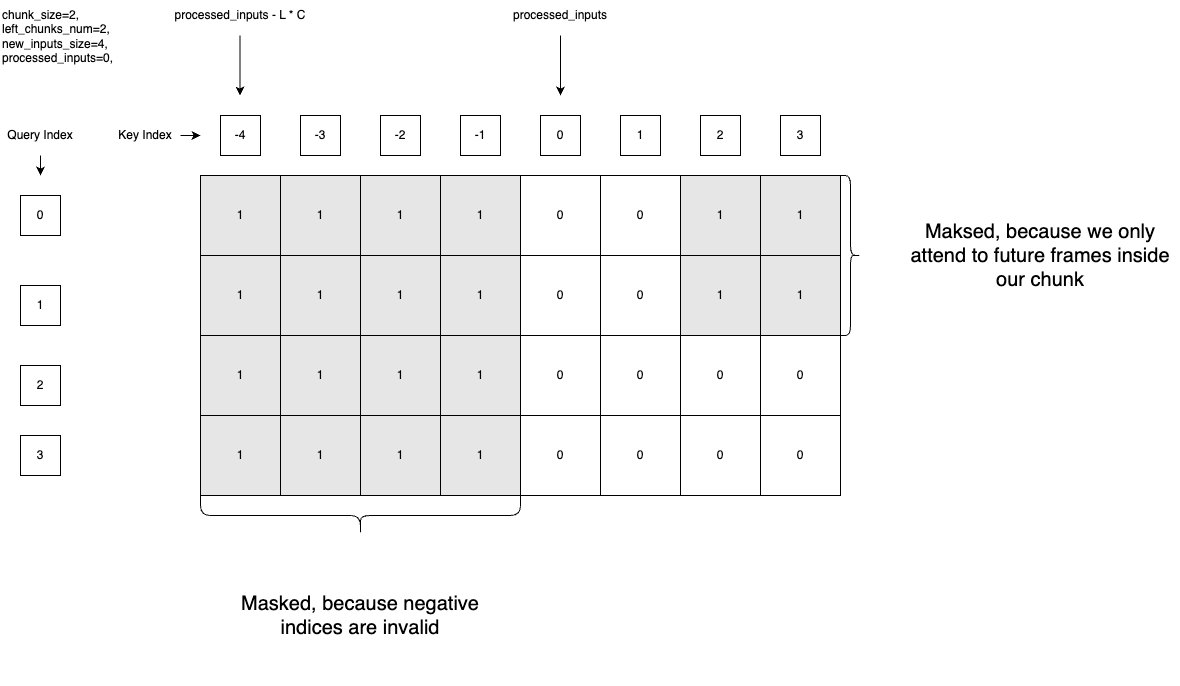 chunk_size=2,
left_chunks_num=2,
new_inputs_size=4,
processed_inputs=0,
processed_inputs - L * C
processed_inputs
Query Index
Key Index
-4 -3 -2 -1 0 1 2 3
0
1 1 1 1 0 0 1 1
1
1 1 1 1 0 0 1 1
2
1 1 1 1 0 0 0 0
3
1 1 1 1 0 0 0 0
Maksed, because we only
attend to future frames inside
our chunk
Masked, because negative
indices are invalid